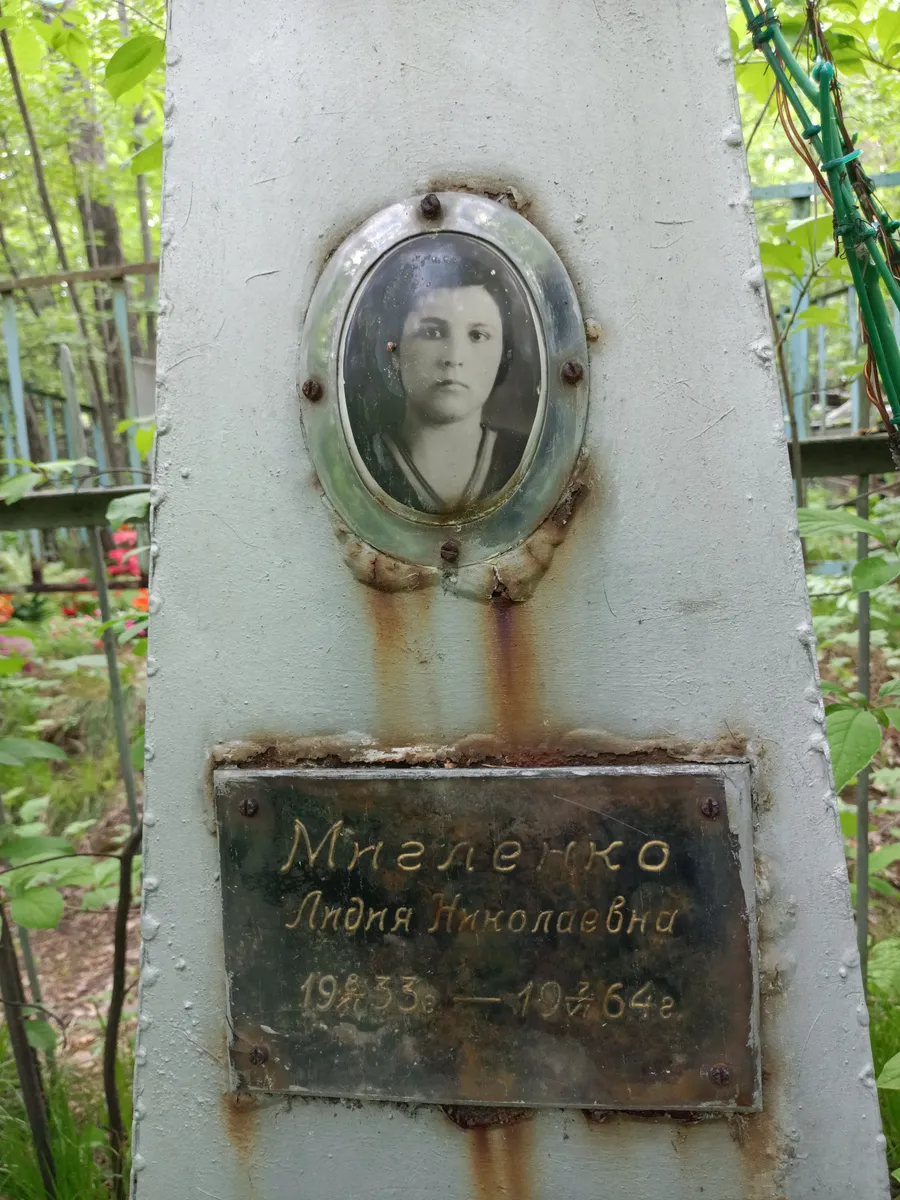 Мигленко
Лидия Николаевна
1933г. — 1964г.